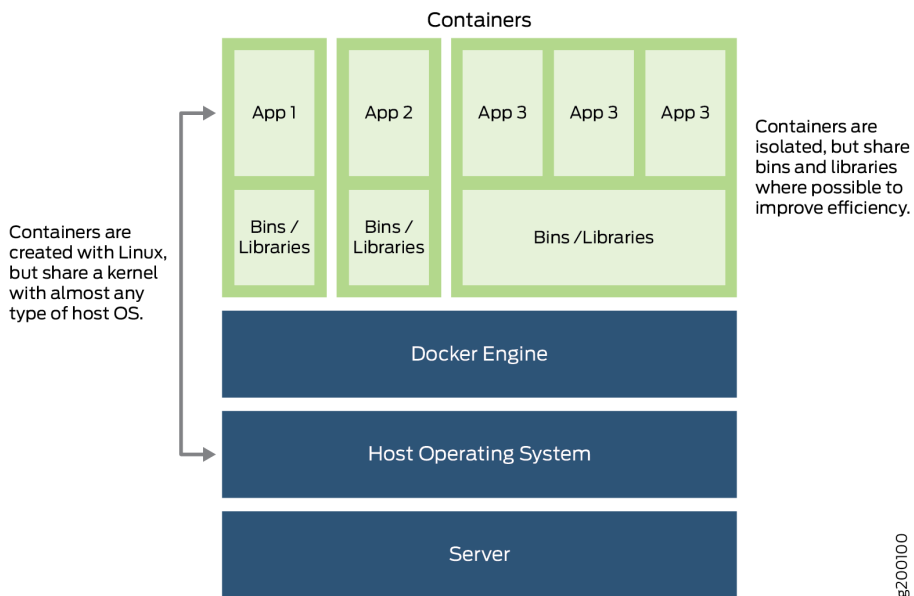 Containers
App 1
App 2
App 3
App 3
App 3
Bins /
Libraries
Bins /
Libraries
Bins /Libraries
Containers are
created with Linux,
but share a kernel
with almost any
type of host OS.
Containers are
isolated, but share
bins and libraries
where possible to
improve efficiency.
Docker Engine
Host Operating System
Server
g200100